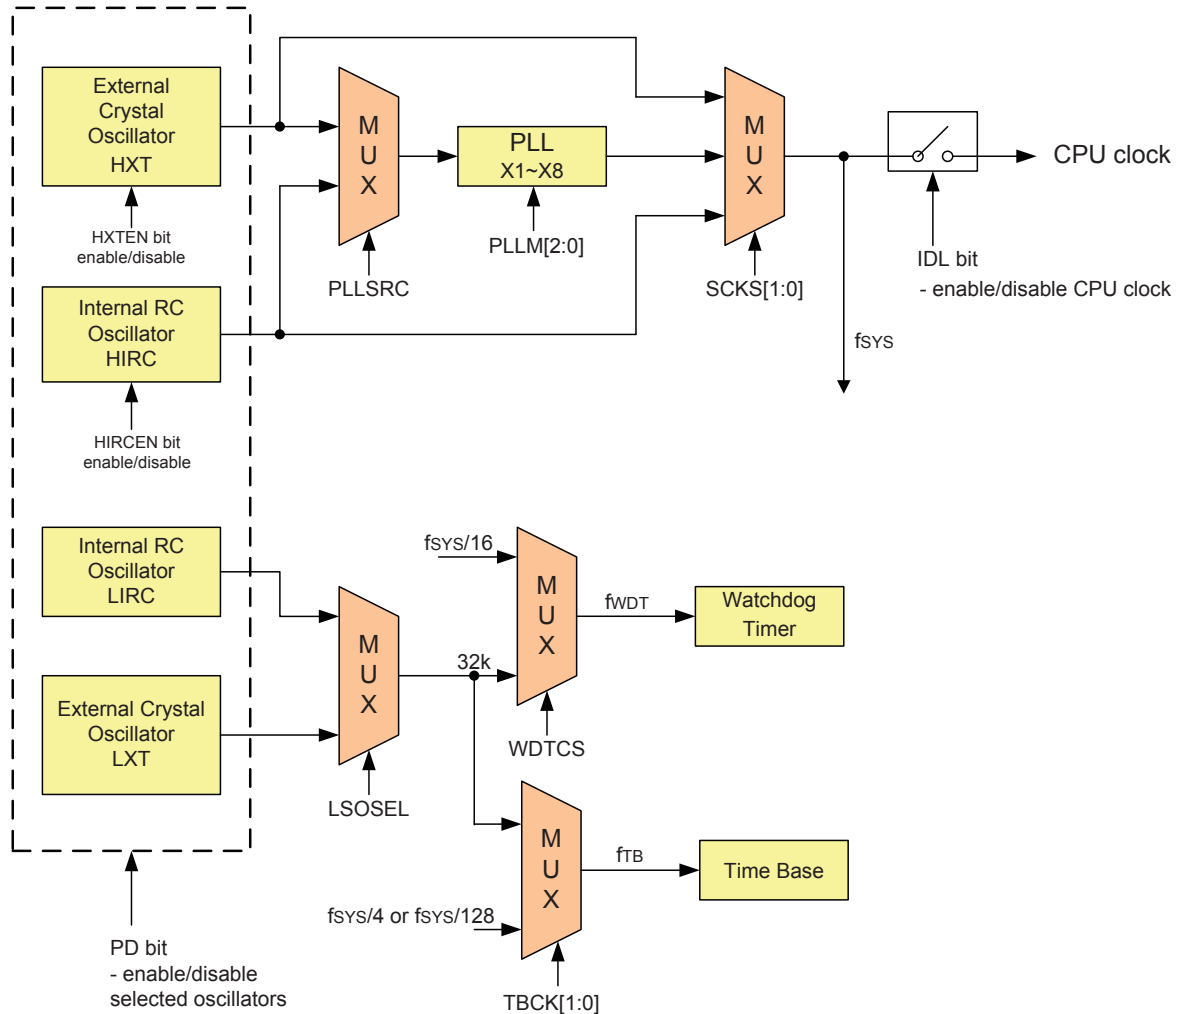 External
Crystal
Oscillator
HXT
HXTEN bit
enable/disable
M
U
X
PLLSRC
PLL
X1~X8
PLLM[2:0]
M
U
X
SCKS[1:0]
CPU clock
IDL bit
- enable/disable CPU clock
fSYS
Internal RC
Oscillator
HIRC
HIRCEN bit
enable/disable
Internal RC
Oscillator
LIRC
External Crystal
Oscillator
LXT
M
U
X
LSOSEL
32k
fSYS/16
M
U
X
WDTCS
fWDT
Watchdog
Timer
fSYS/4 or fSYS/128
M
U
X
TBCK[1:0]
fTB
Time Base
PD bit
- enable/disable
selected oscillators